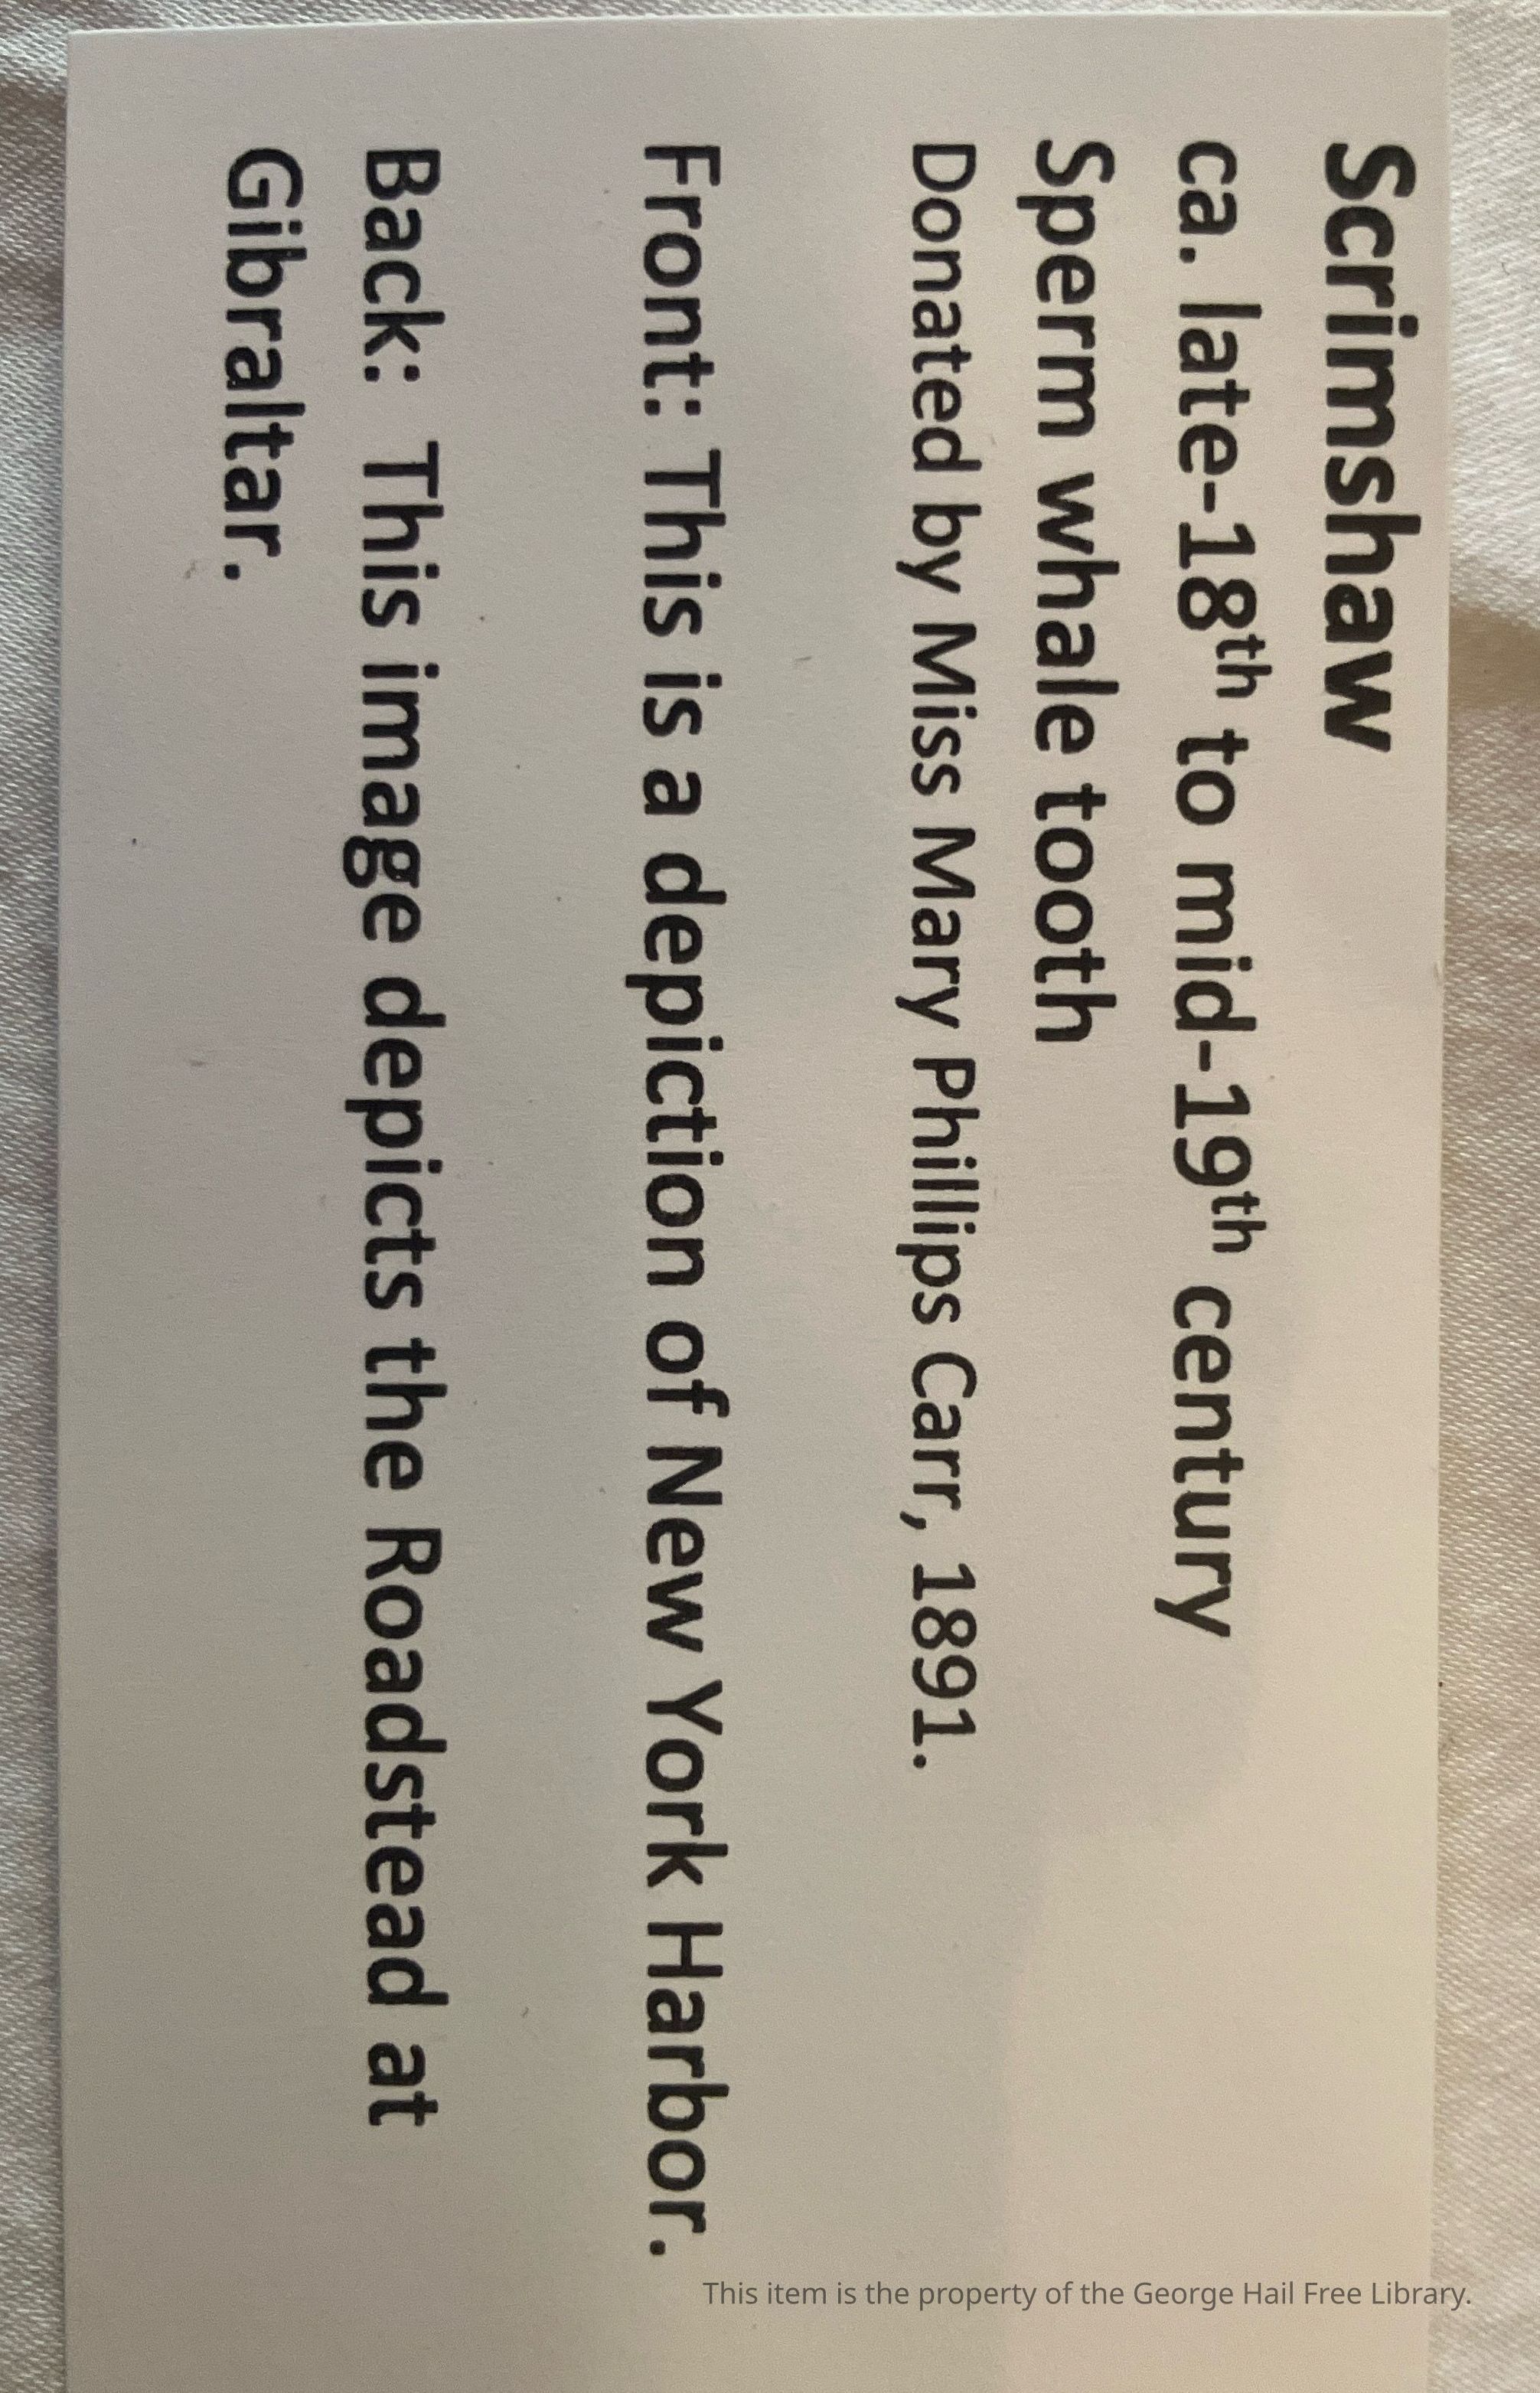 Scrimshaw
ca. late-18th to mid-19th century
Sperm whale tooth
Donated by Miss Mary Phillips Carr, 1891.
Front: This is a depiction of New York Harbor.
Back: This image depicts the Roadstead at
Gibraltar.
This item is the property of the George Hail Free Library.